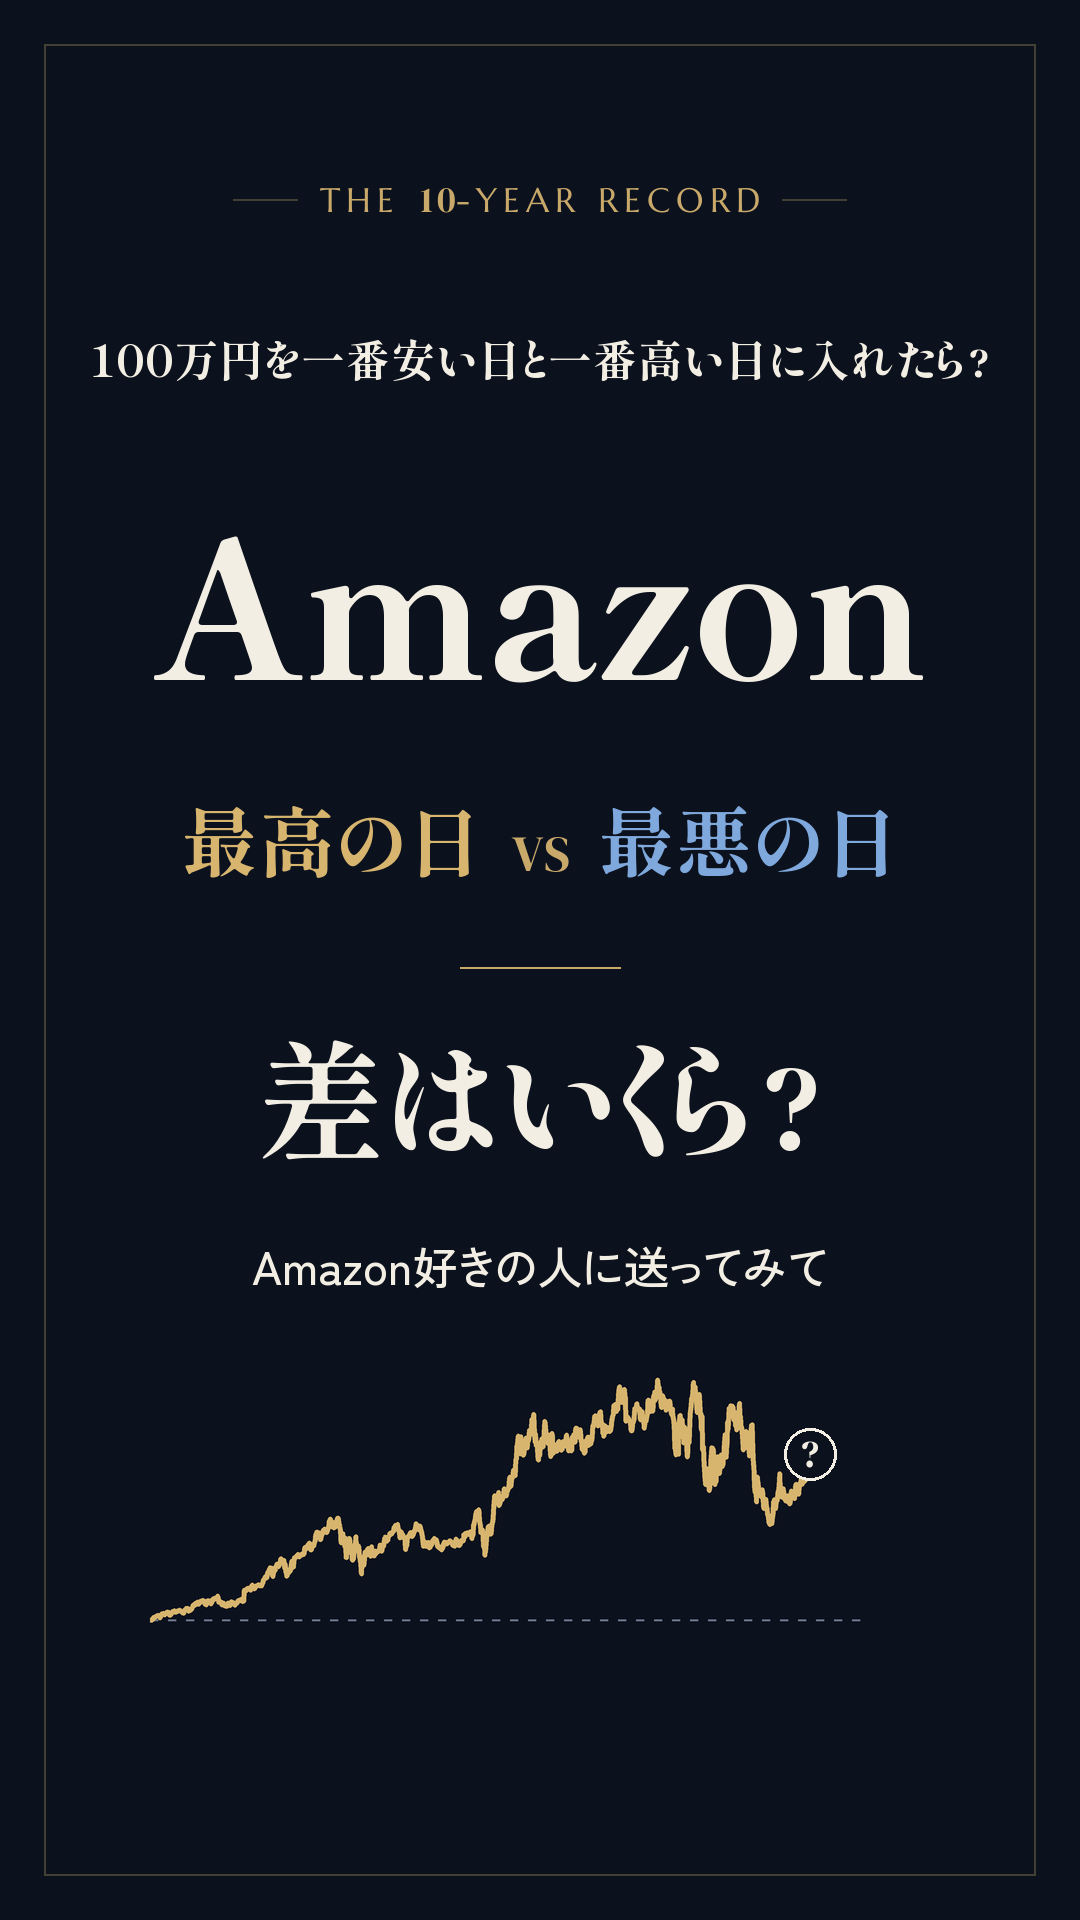 THE 10-YEAR RECORD
100万円を一番安い日と一番高い日に入れたら?
Amazon
最高の日 vs 最悪の日
差はいくら?
Amazon好きの人に送ってみて
?